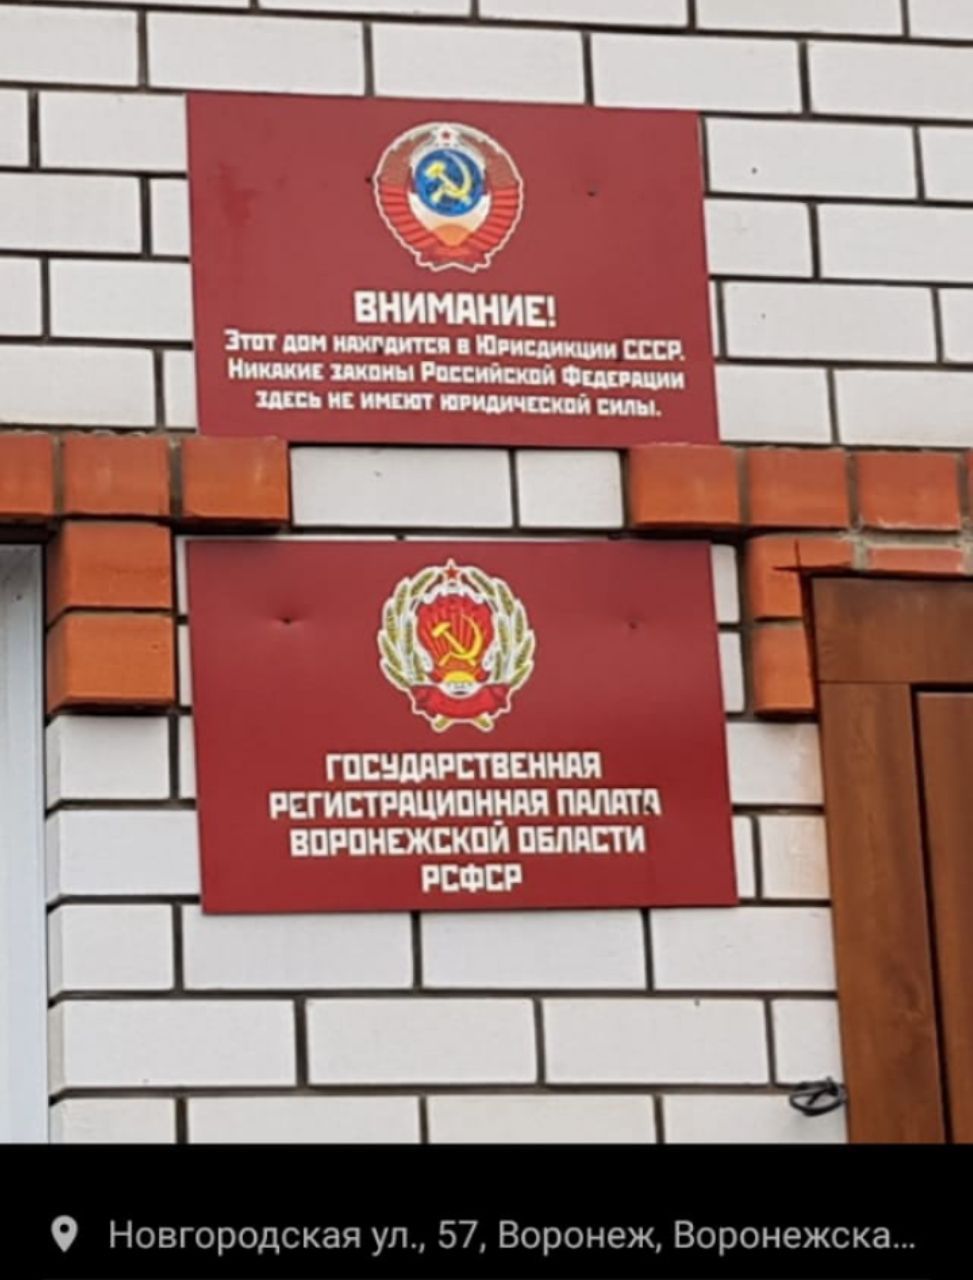 ВНИМАНИЕ!
Этот дом находится в Юрисдикции СССР.
Никакие законы Российской Федерации
здесь не имеют юридической силы.
ГОСУДАРСТВЕННАЯ
РЕГИСТРАЦИОННАЯ ПАЛАТА
ВОРОНЕЖСКОЙ ОБЛАСТИ
РСФСР
Новгородская ул., 57, Воронеж, Воронежска...